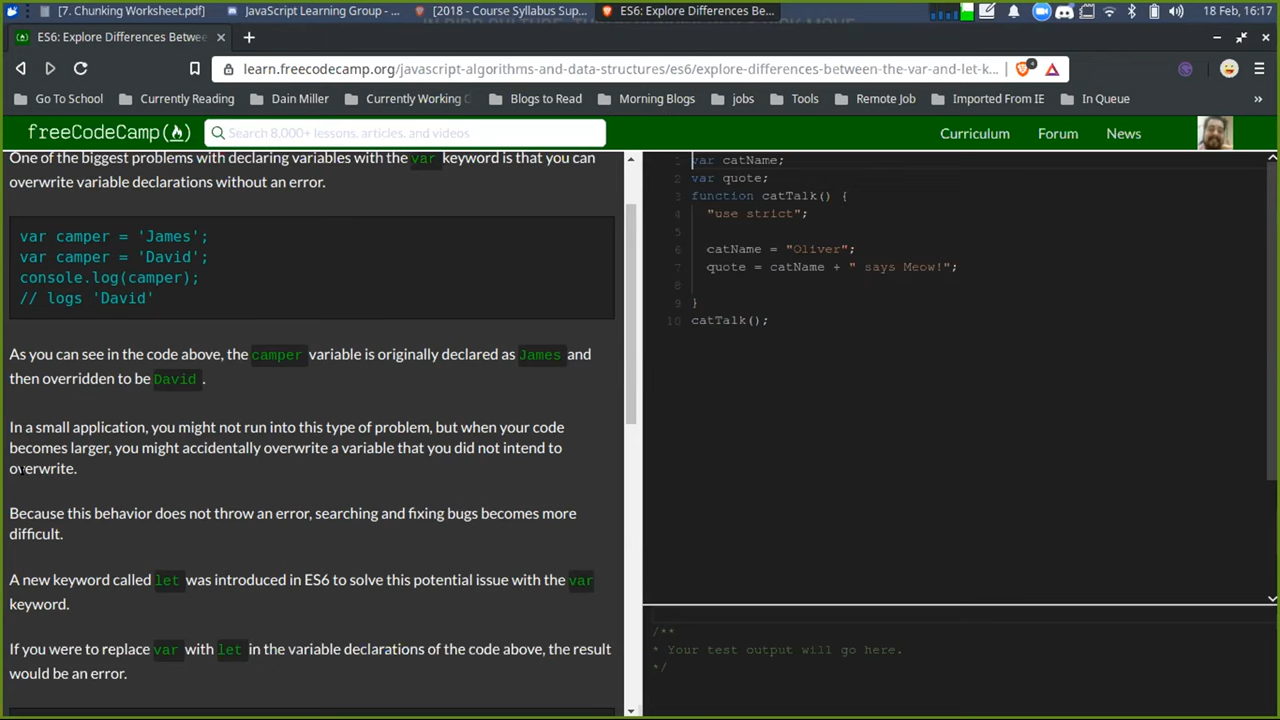 [7. Chunking Worksheet.pdf]
JavaScript Learning Group - ...
[2018 - Course Syllabus Sup...
ES6: Explore Differences Be...
18 Feb, 16:17
ES6: Explore Differences Betwee
learn.freecodecamp.org/javascript-algorithms-and-data-structures/es6/explore-differences-between-the-var-and-let-k...
4
Go To School
Currently Reading
Dain Miller
Currently Working C
Blogs to Read
Morning Blogs
jobs
Tools
Remote Job
Imported From IE
In Queue
»
freeCodeCamp
Search 8,000+ lessons, articles, and videos
Curriculum
Forum
News
One of the biggest problems with declaring variables with the var keyword is that you can
overwrite variable declarations without an error.
var camper = 'James';
var camper = 'David';
console.log(camper);
// logs 'David'
As you can see in the code above, the camper variable is originally declared as James and
then overridden to be David .
In a small application, you might not run into this type of problem, but when your code
becomes larger, you might accidentally overwrite a variable that you did not intend to
overwrite.
Because this behavior does not throw an error, searching and fixing bugs becomes more
difficult.
A new keyword called let was introduced in ES6 to solve this potential issue with the var
keyword.
If you were to replace var with let in the variable declarations of the code above, the result
would be an error.
1 var catName;
2 var quote;
3 function catTalk() {
4 "use strict";
5
6 catName = "Oliver";
7 quote = catName + " says Meow!";
8
9 }
10 catTalk();
/**
* Your test output will go here.
*/